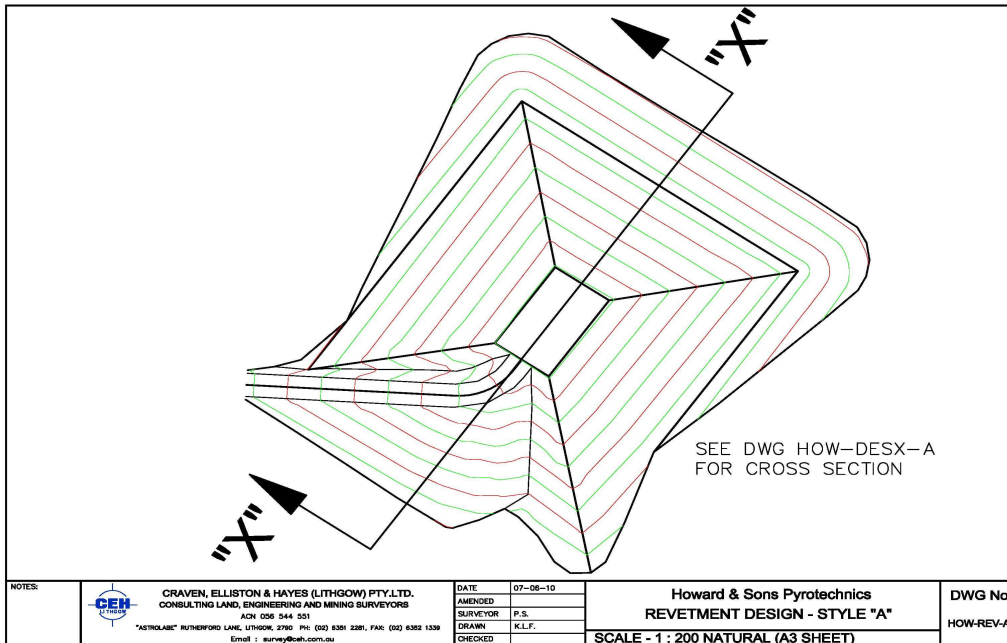 "X"
SEE DWG HOW-DESX-A
FOR CROSS SECTION
"X"
NOTES:
CEH
LITHGOW
CRAVEN, ELLISTON & HAYES (LITHGOW) PTY.LTD.
CONSULTING LAND, ENGINEERING AND MINING SURVEYORS
ACN 056 544 551
"ASTROLABE" RUTHERFORD LANE, LITHGOW, 2790 PH: (02) 6351 2281, FAX: (02) 6352 1339
Email : survey@ceh.com.au
DATE 07-06-10
AMENDED
SURVEYOR P.S.
DRAWN K.L.F.
CHECKED
Howard & Sons Pyrotechnics
REVETMENT DESIGN - STYLE "A"
SCALE - 1 : 200 NATURAL (A3 SHEET)
DWG No
HOW-REV-